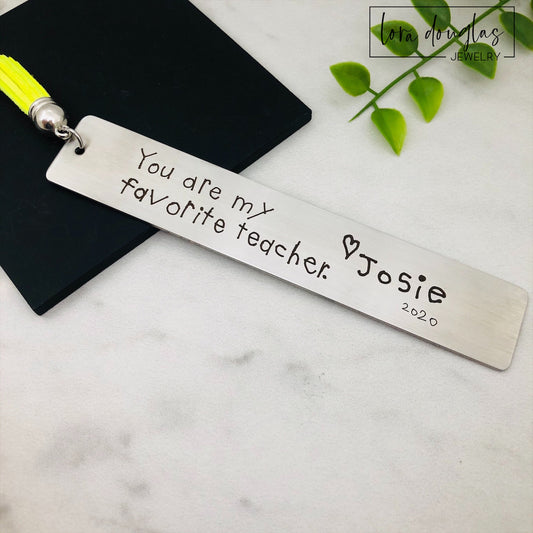 lora douglas
JEWELRY
You are my
favorite teacher.
♡Josie
2020